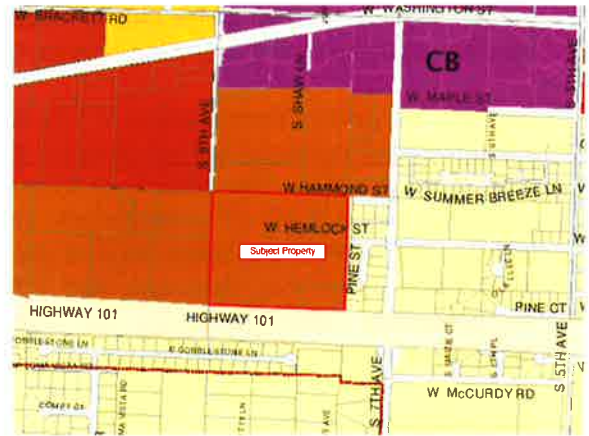 W. BRACKETT RD
W. WASHINGTON ST
CB
S. 5TH AVE
S. 9TH AVE
S. SHAW LN
W. MAPLE ST
S 6TH AVE
W. HAMMOND ST
W. SUMMER BREEZE LN
W. HEMLOCK ST
Subject Property
PINE ST
PINE CT
HIGHWAY 101
HIGHWAY 101
E COBBLESTONE LN
S 5TH AVE
S 7TH AVE
W. McCURDY RD